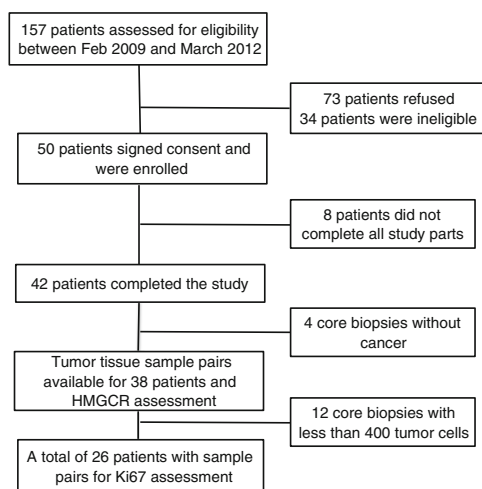 157 patients assessed for eligibility
between Feb 2009 and March 2012
73 patients refused
34 patients were ineligible
50 patients signed consent and
were enrolled
8 patients did not
complete all study parts
42 patients completed the study
4 core biopsies without
cancer
Tumor tissue sample pairs
available for 38 patients and
HMGCR assessment
12 core biopsies with
less than 400 tumor cells
A total of 26 patients with sample
pairs for Ki67 assessment